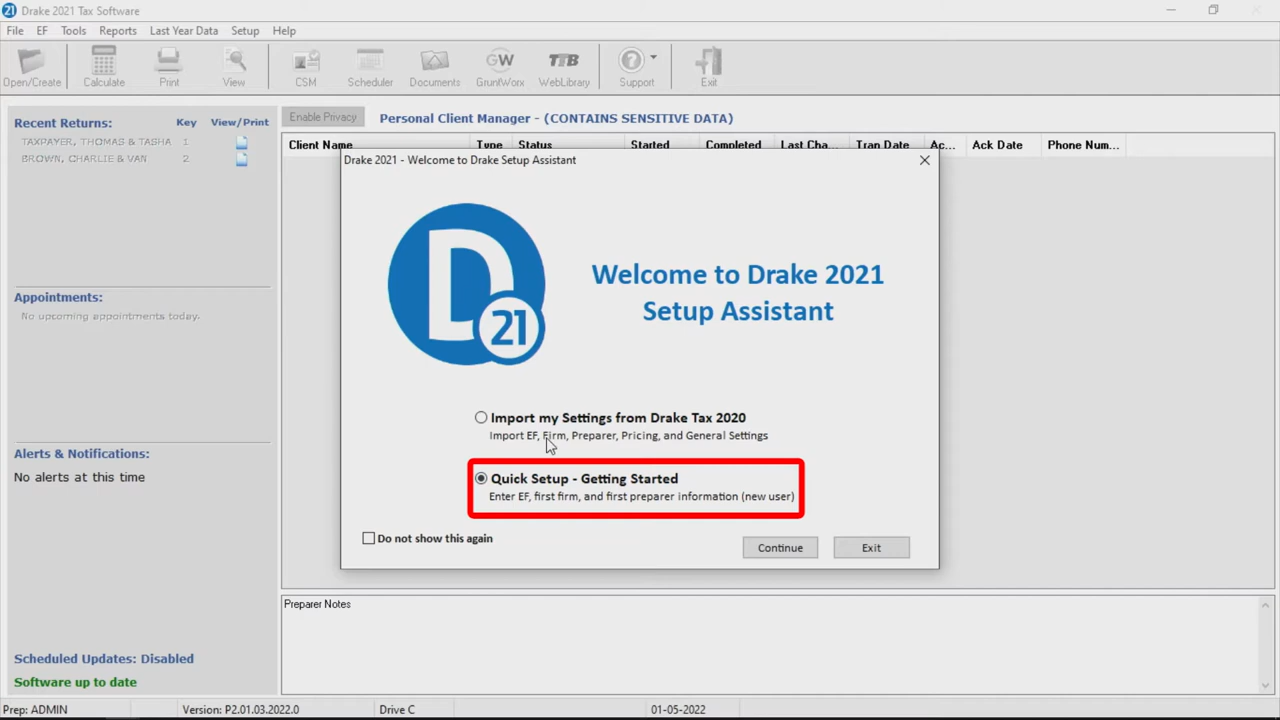 21 Drake 2021 Tax Software
File EF Tools Reports Last Year Data Setup Help
Open/Create Calculate Print View CSM Scheduler Documents GruntWorx WebLibrary Support Exit
GW TTB
Recent Returns: Key View/Print
TAXPAYER, THOMAS & TASHA 1
BROWN, CHARLIE & VAN 2
Appointments:
No upcoming appointments today.
Alerts & Notifications:
No alerts at this time
Scheduled Updates: Disabled
Software up to date
Enable Privacy Personal Client Manager - (CONTAINS SENSITIVE DATA)
Client Name Type Status Started Completed Last Cha... Tran Date Ac... Ack Date Phone Num...
Drake 2021 - Welcome to Drake Setup Assistant
D
21
Welcome to Drake 2021
Setup Assistant
Import my Settings from Drake Tax 2020
Import EF, Firm, Preparer, Pricing, and General Settings
Quick Setup - Getting Started
Enter EF, first firm, and first preparer information (new user)
Do not show this again
Continue Exit
Preparer Notes
Prep: ADMIN Version: P2.01.03.2022.0 Drive C 01-05-2022